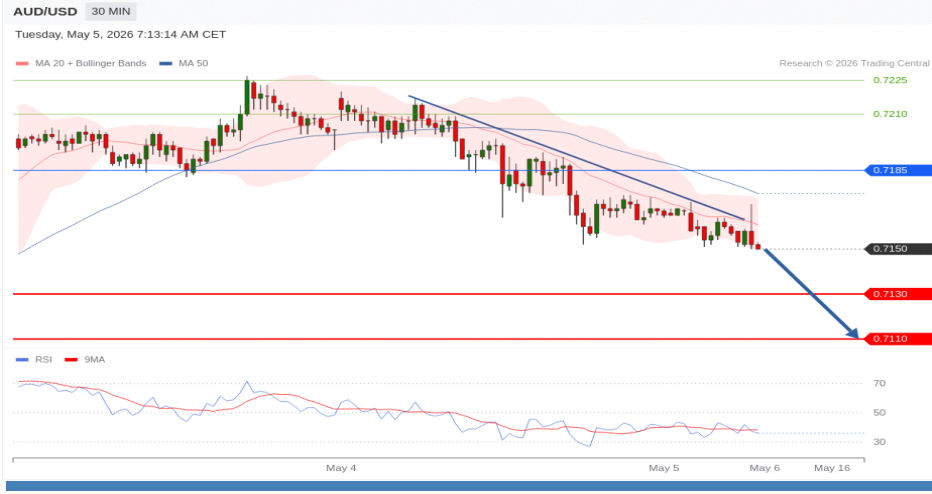 AUD/USD 30 MIN
Tuesday, May 5, 2026 7:13:14 AM CET
MA 20 + Bollinger Bands MA 50 Research © 2026 Trading Central
0.7225
0.7210
0.7185
0.7150
0.7130
0.7110
RSI 9MA
70
50
30
May 4 May 5 May 6 May 16